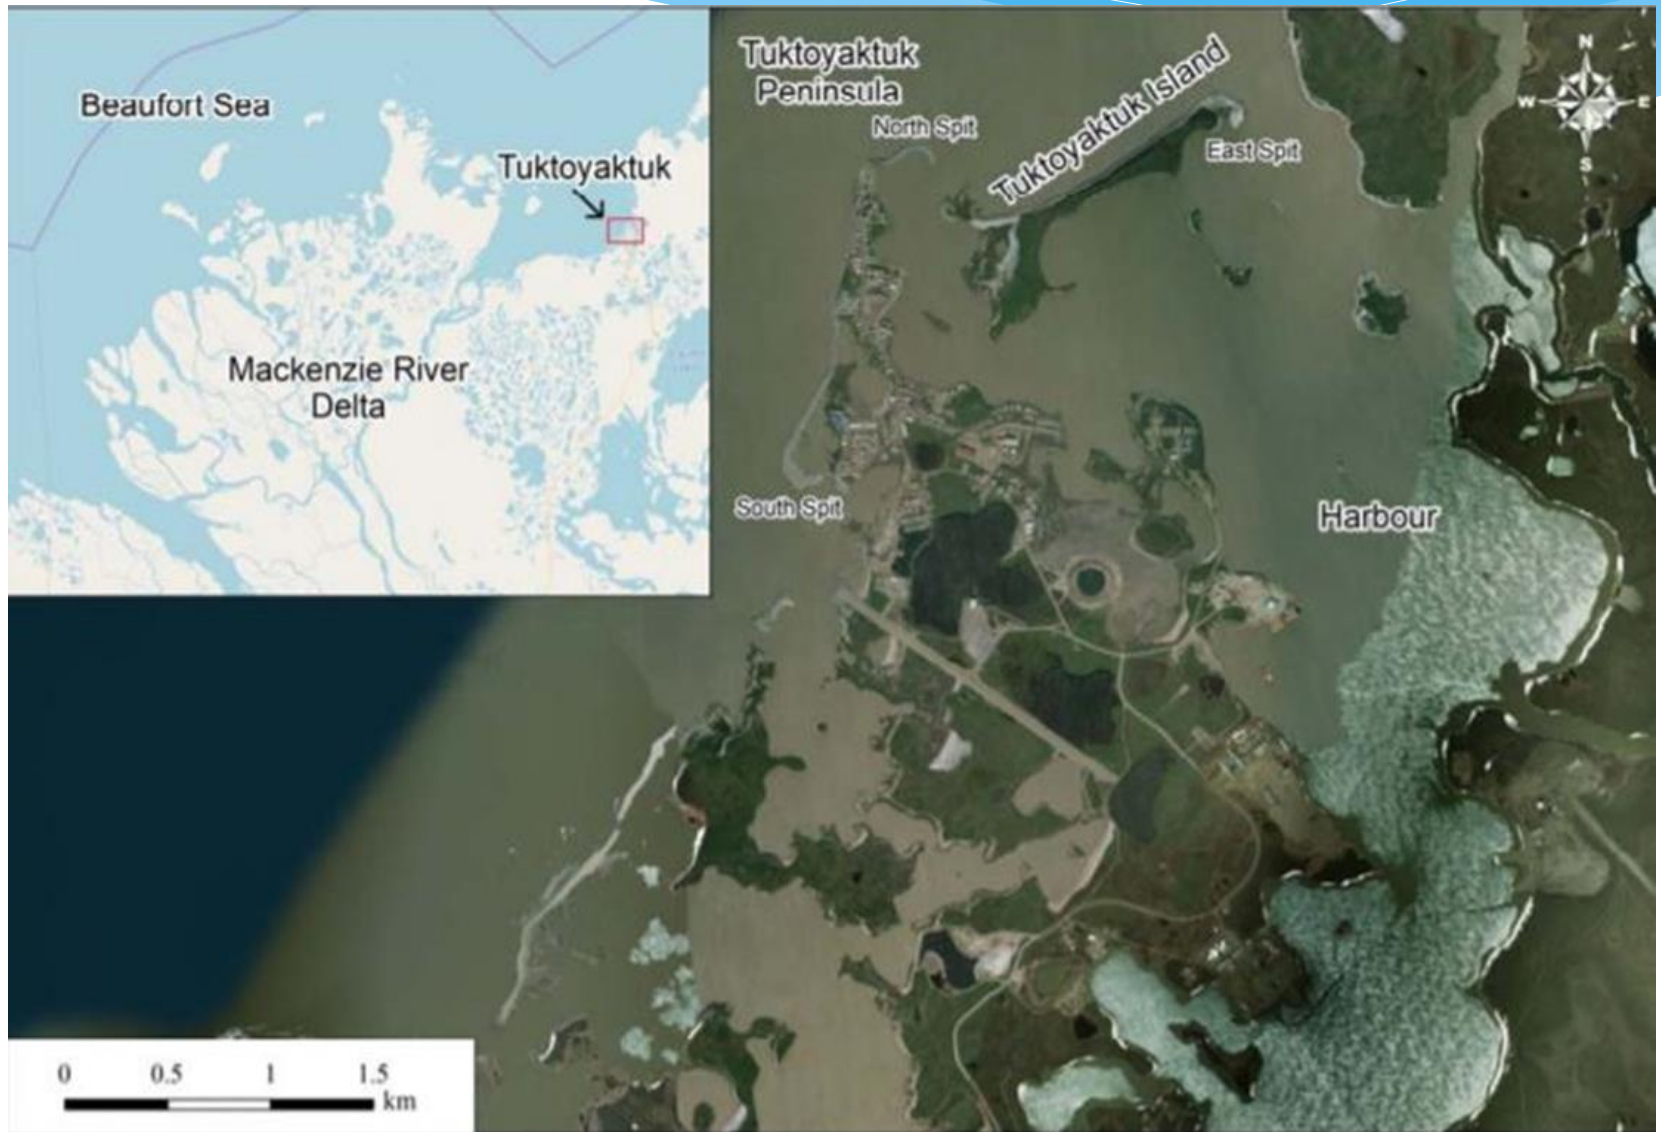 Beaufort Sea
Tuktoyaktuk
Mackenzie River
Delta
Tuktoyaktuk
Peninsula
North Spit
Tuktoyaktuk Island
East Spit
South Spit
Harbour
N
W
E
S
0 0.5 1 1.5
km